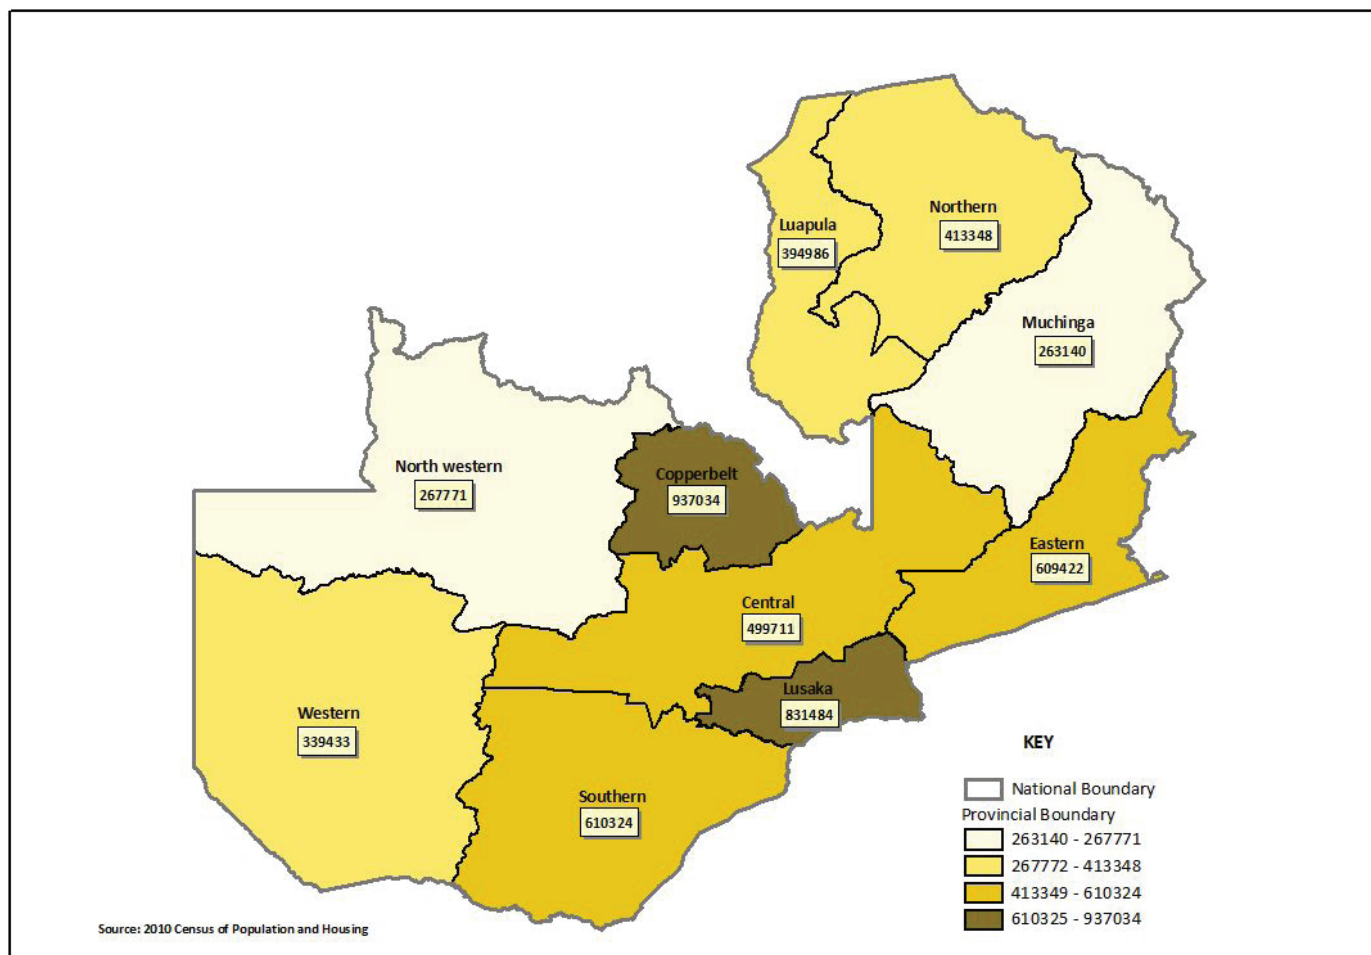 Northern
413348
Luapula
394986
Muchinga
263140
North western
267771
Copperbelt
937034
Eastern
609422
Central
499711
Lusaka
831484
Western
339433
Southern
610324
KEY
National Boundary
Provincial Boundary
263140 - 267771
267772 - 413348
413349 - 610324
610325 - 937034
Source: 2010 Census of Population and Housing